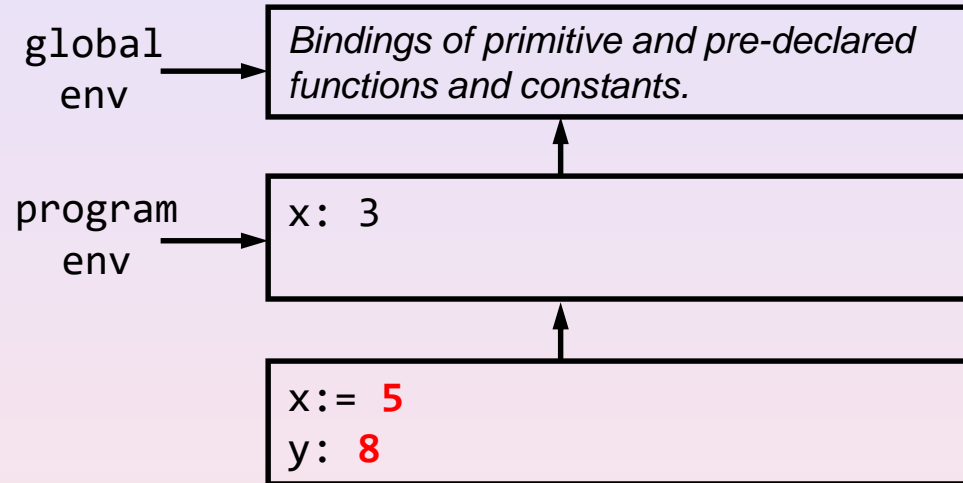 global
env
Bindings of primitive and pre-declared
functions and constants.
program
env
x: 3
x:= 5
y: 8